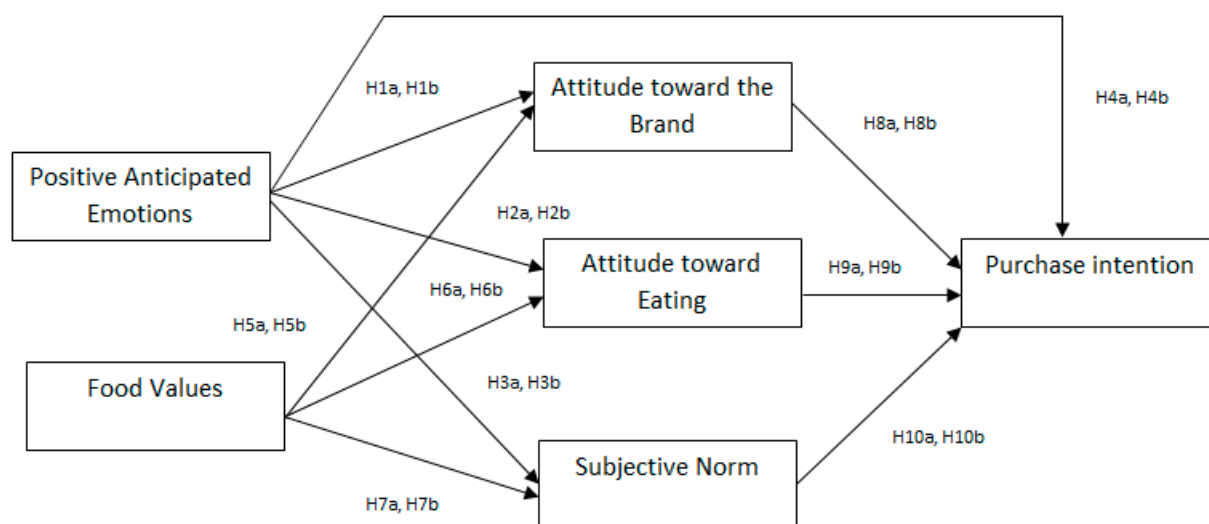 H1a, H1b
Attitude toward the
Brand
H4a, H4b
H8a, H8b
Positive Anticipated
Emotions
H2a, H2b
Attitude toward
Eating
H9a, H9b
Purchase intention
H6a, H6b
H5a, H5b
Food Values
H3a, H3b
H10a, H10b
Subjective Norm
H7a, H7b